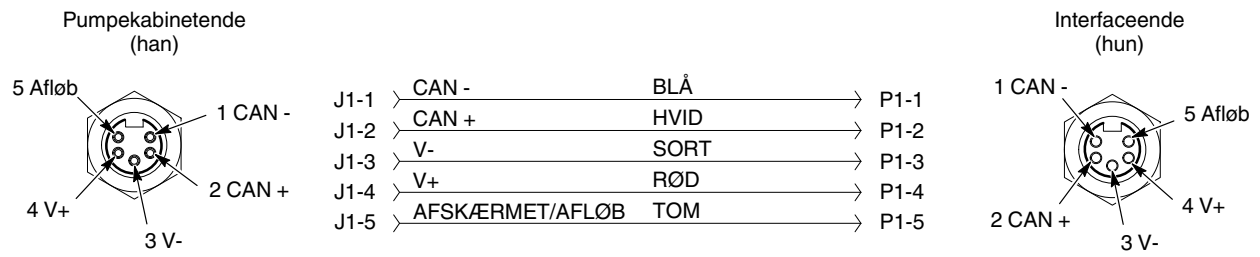 Pumpekabinetende
(han)
5 Afløb
1 CAN -
2 CAN +
3 V-
4 V+
J1-1 CAN - BLÅ P1-1
J1-2 CAN + HVID P1-2
J1-3 V- SORT P1-3
J1-4 V+ RØD P1-4
J1-5 AFSKÆRMET/AFLØB TOM P1-5
Interfaceende
(hun)
1 CAN -
5 Afløb
2 CAN +
4 V+
3 V-